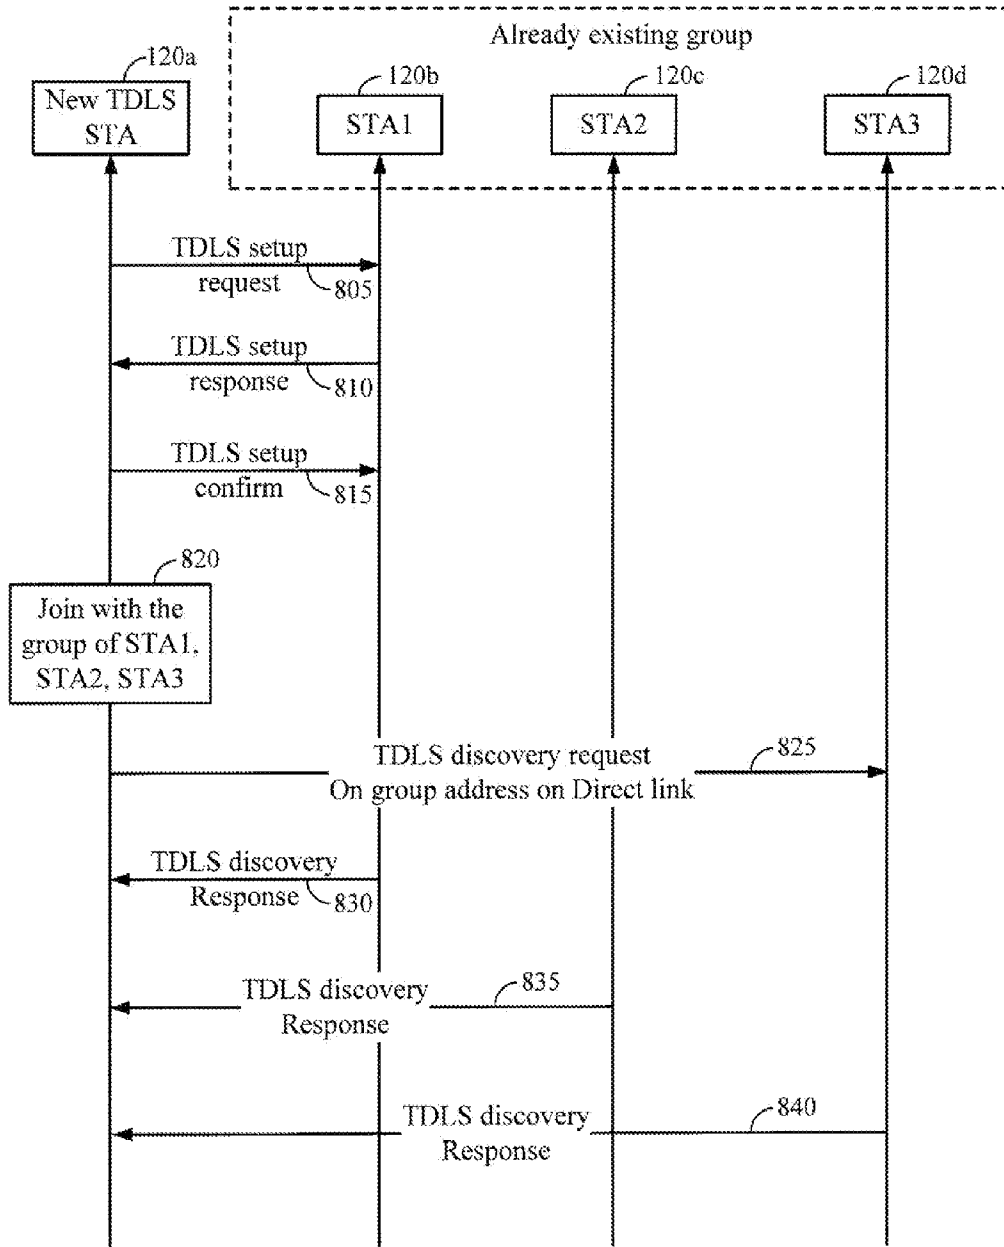 Already existing group
120a
120b
120c
120d
New TDLS
STA
STA1
STA2
STA3
TDLS setup
request
805
TDLS setup
response
810
TDLS setup
confirm
815
820
Join with the
group of STA1,
STA2, STA3
TDLS discovery request
825
On group address on Direct link
TDLS discovery
Response
830
TDLS discovery
835
Response
TDLS discovery
840
Response